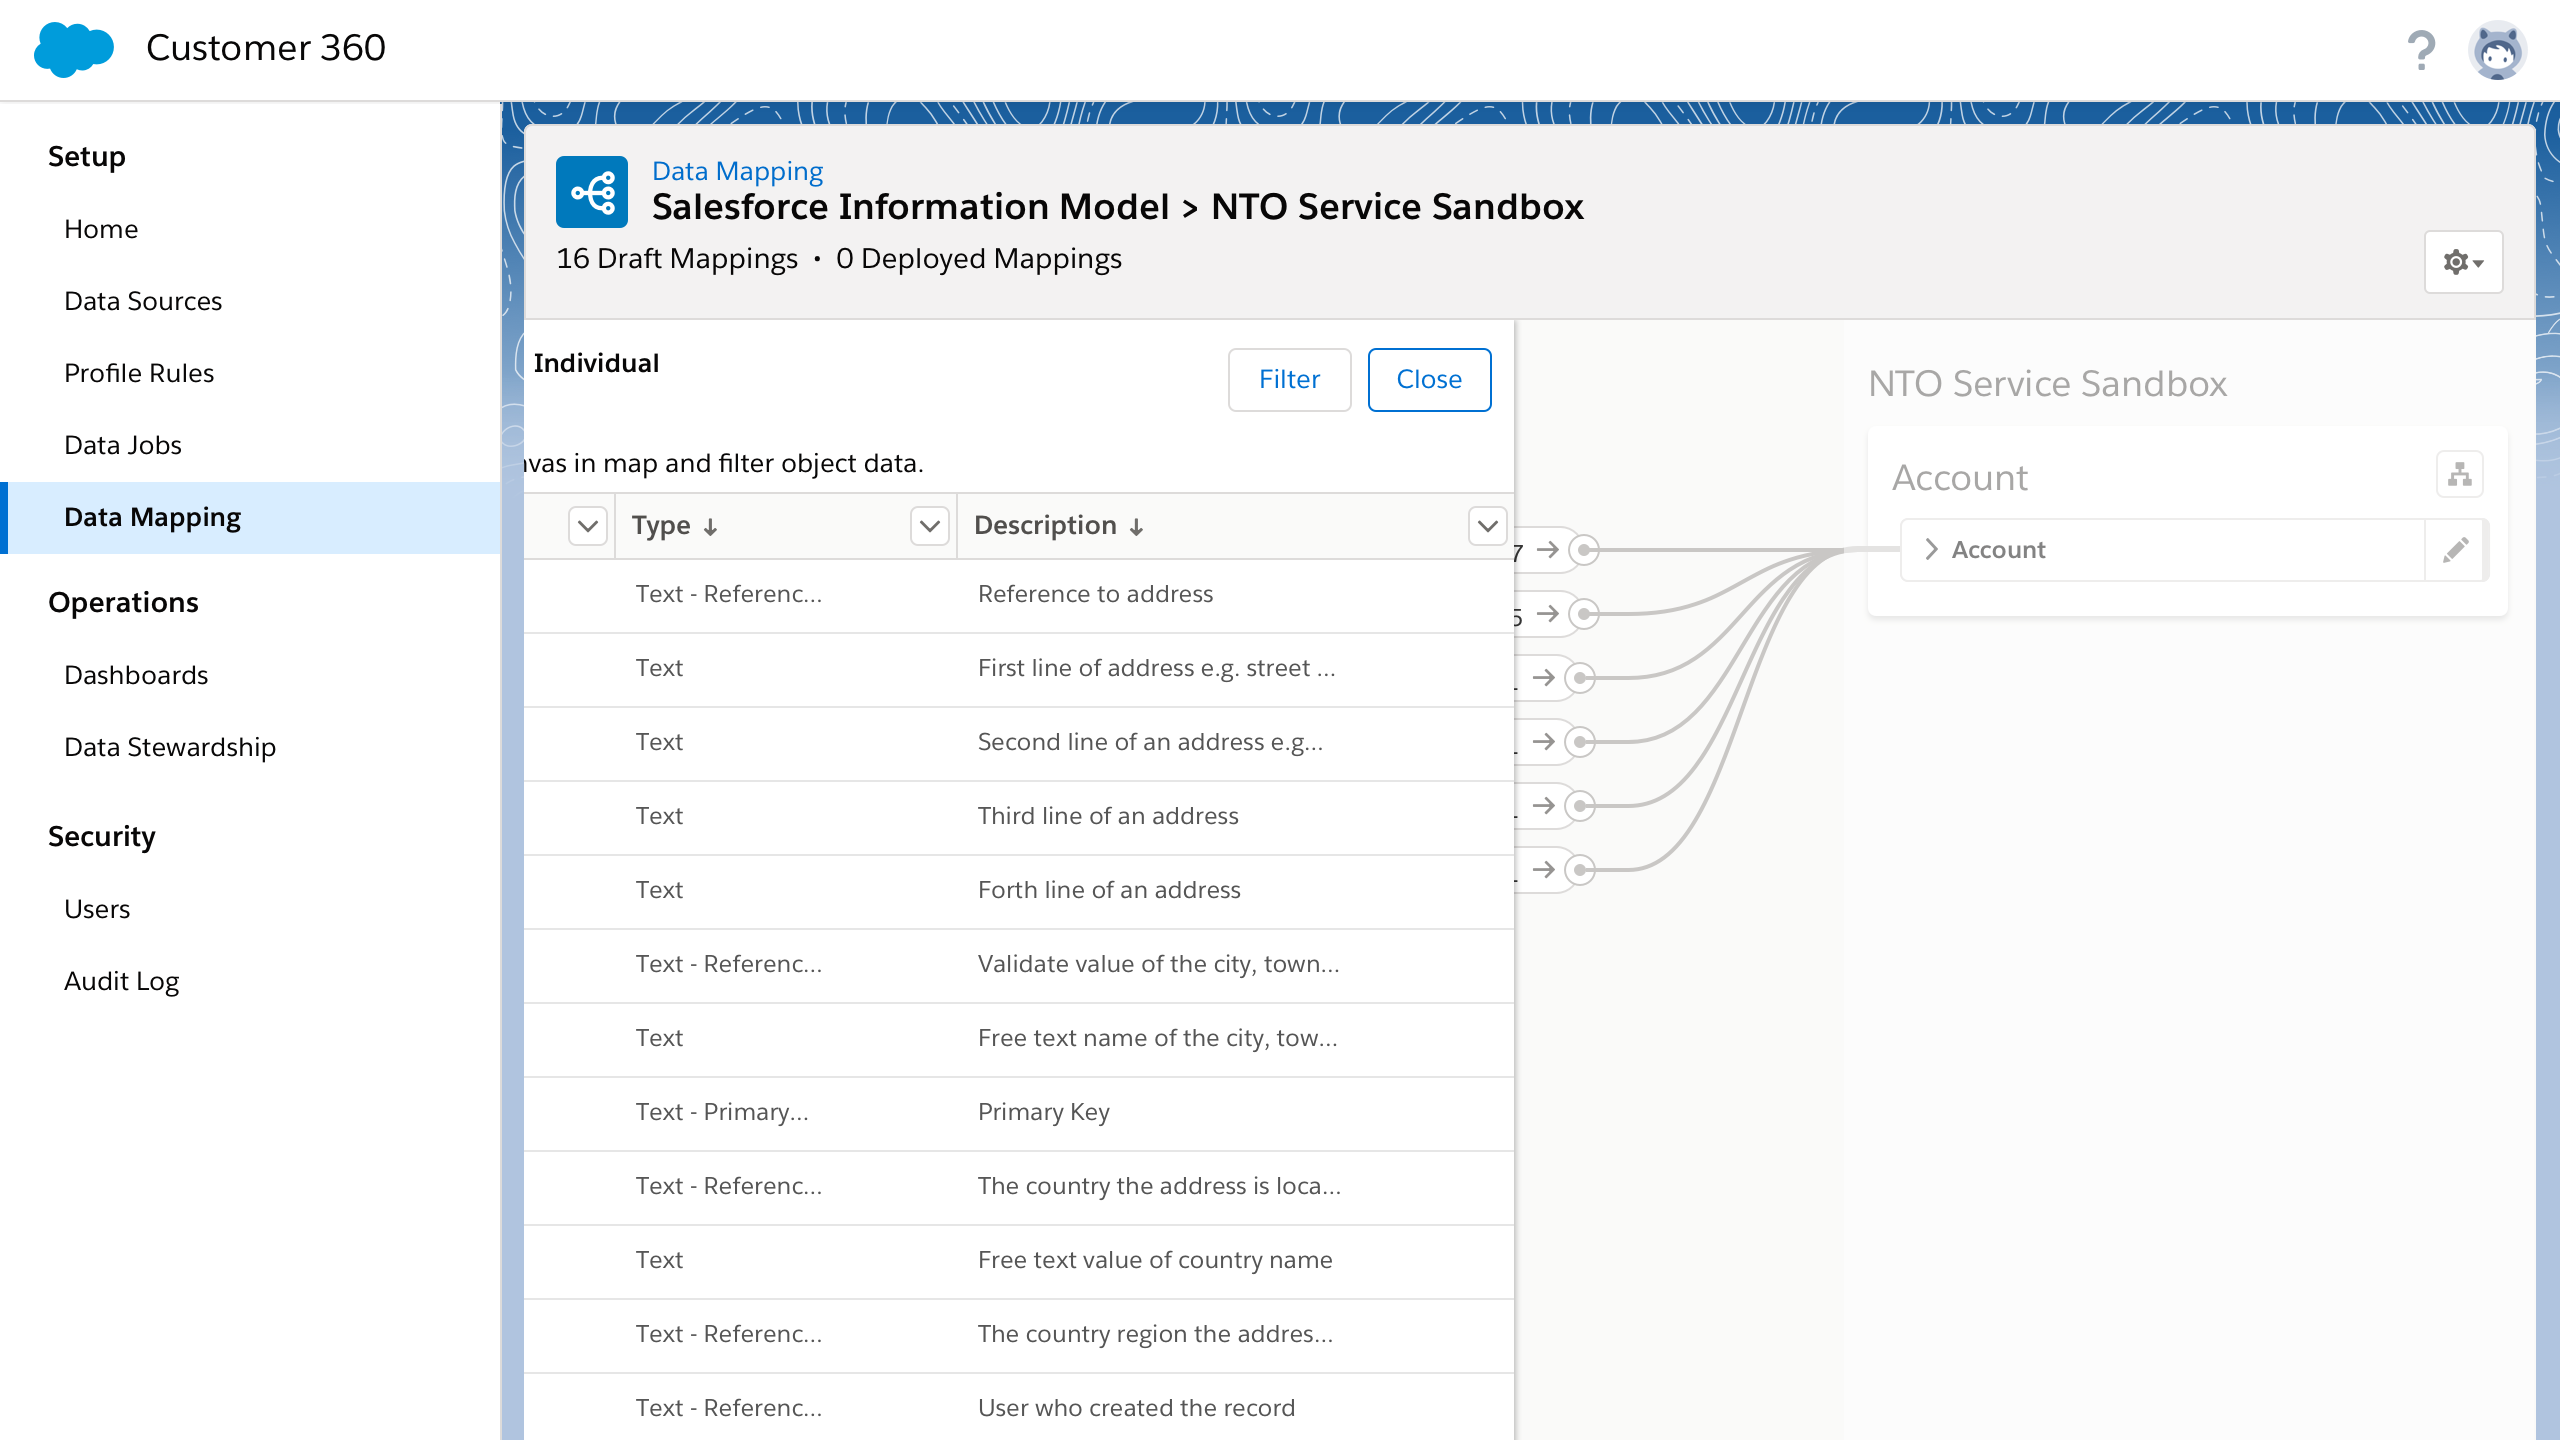 Customer 360
Setup
Home
Data Sources
Profile Rules
Data Jobs
Data Mapping
Operations
Dashboards
Data Stewardship
Security
Users
Audit Log
Data Mapping
Salesforce Information Model > NTO Service Sandbox
16 Draft Mappings • 0 Deployed Mappings
Individual
Filter
Close
in map and filter object data.
Type
Description
Text - Referenc... Reference to address
Text First line of address e.g. street ...
Text Second line of an address e.g...
Text Third line of an address
Text Forth line of an address
Text - Referenc... Validate value of the city, town...
Text Free text name of the city, tow...
Text - Primary... Primary Key
Text - Referenc... The country the address is loca...
Text Free text value of country name
Text - Referenc... The country region the addres...
Text - Referenc... User who created the record
7
5
NTO Service Sandbox
Account
Account